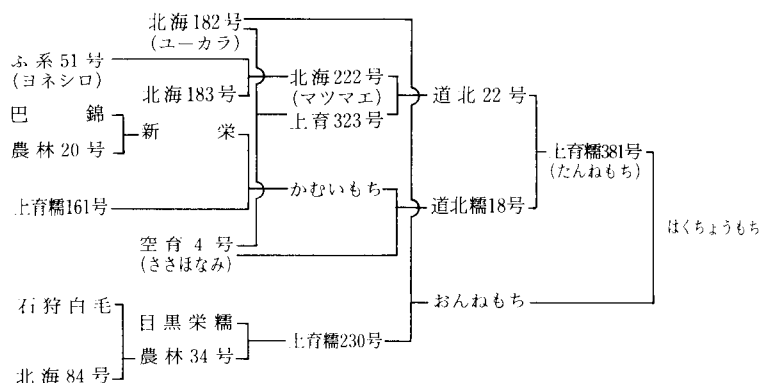 北海182号
(ユーカラ)
ふ系51号
(ヨネシロ)
北海183号
北海222号
(マツマエ)
上育323号
道北22号
巴錦
農林20号
新栄
上育糯381号
(たんねもち)
上育糯161号
かむいもち
道北糯18号
空育4号
(ささほなみ)
はくちょうもち
石狩白毛
北海84号
目黒栄糯
農林34号
上育糯230号
おんねもち